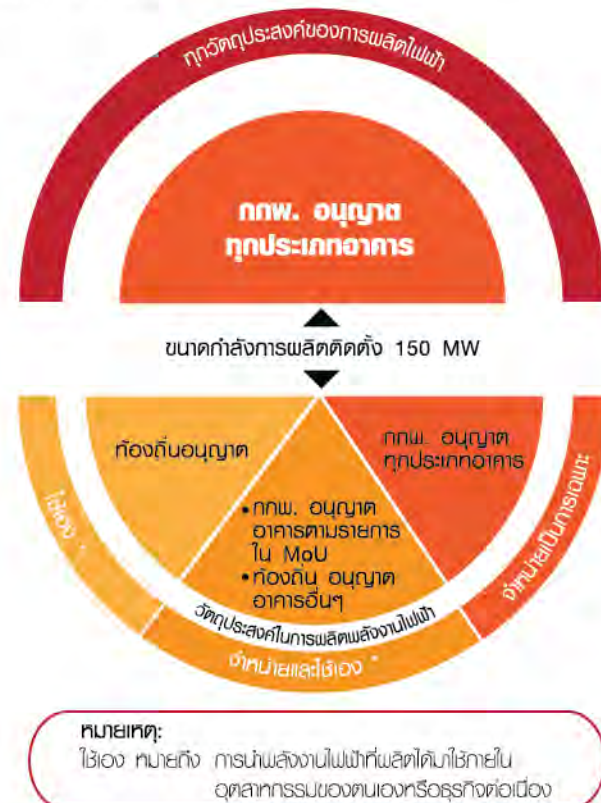 ทุกวัตถุประสงค์ของการผลิตไฟฟ้า
กกพ. อนุญาต
ทุกประเภทอาคาร
ขนาดกำลังการผลิตติดตั้ง 150 MW
ท้องถิ่นอนุญาต
•กกพ. อนุญาต
อาคารตามรายการ
ใน MoU
•ท้องถิ่น อนุญาต
อาคารอื่นๆ
กกพ. อนุญาต
ทุกประเภทอาคาร
ใช้เอง *
วัตถุประสงค์ในการผลิตพลังงานไฟฟ้า
จำหน่ายและใช้เอง *
จำหน่ายเป็นการเฉพาะ
หมายเหตุ:
ใช้เอง หมายถึง การนำพลังงานไฟฟ้าที่ผลิตได้มาใช้ภายใน
อุตสาหกรรมของตนเองหรือธุรกิจต่อเนื่อง